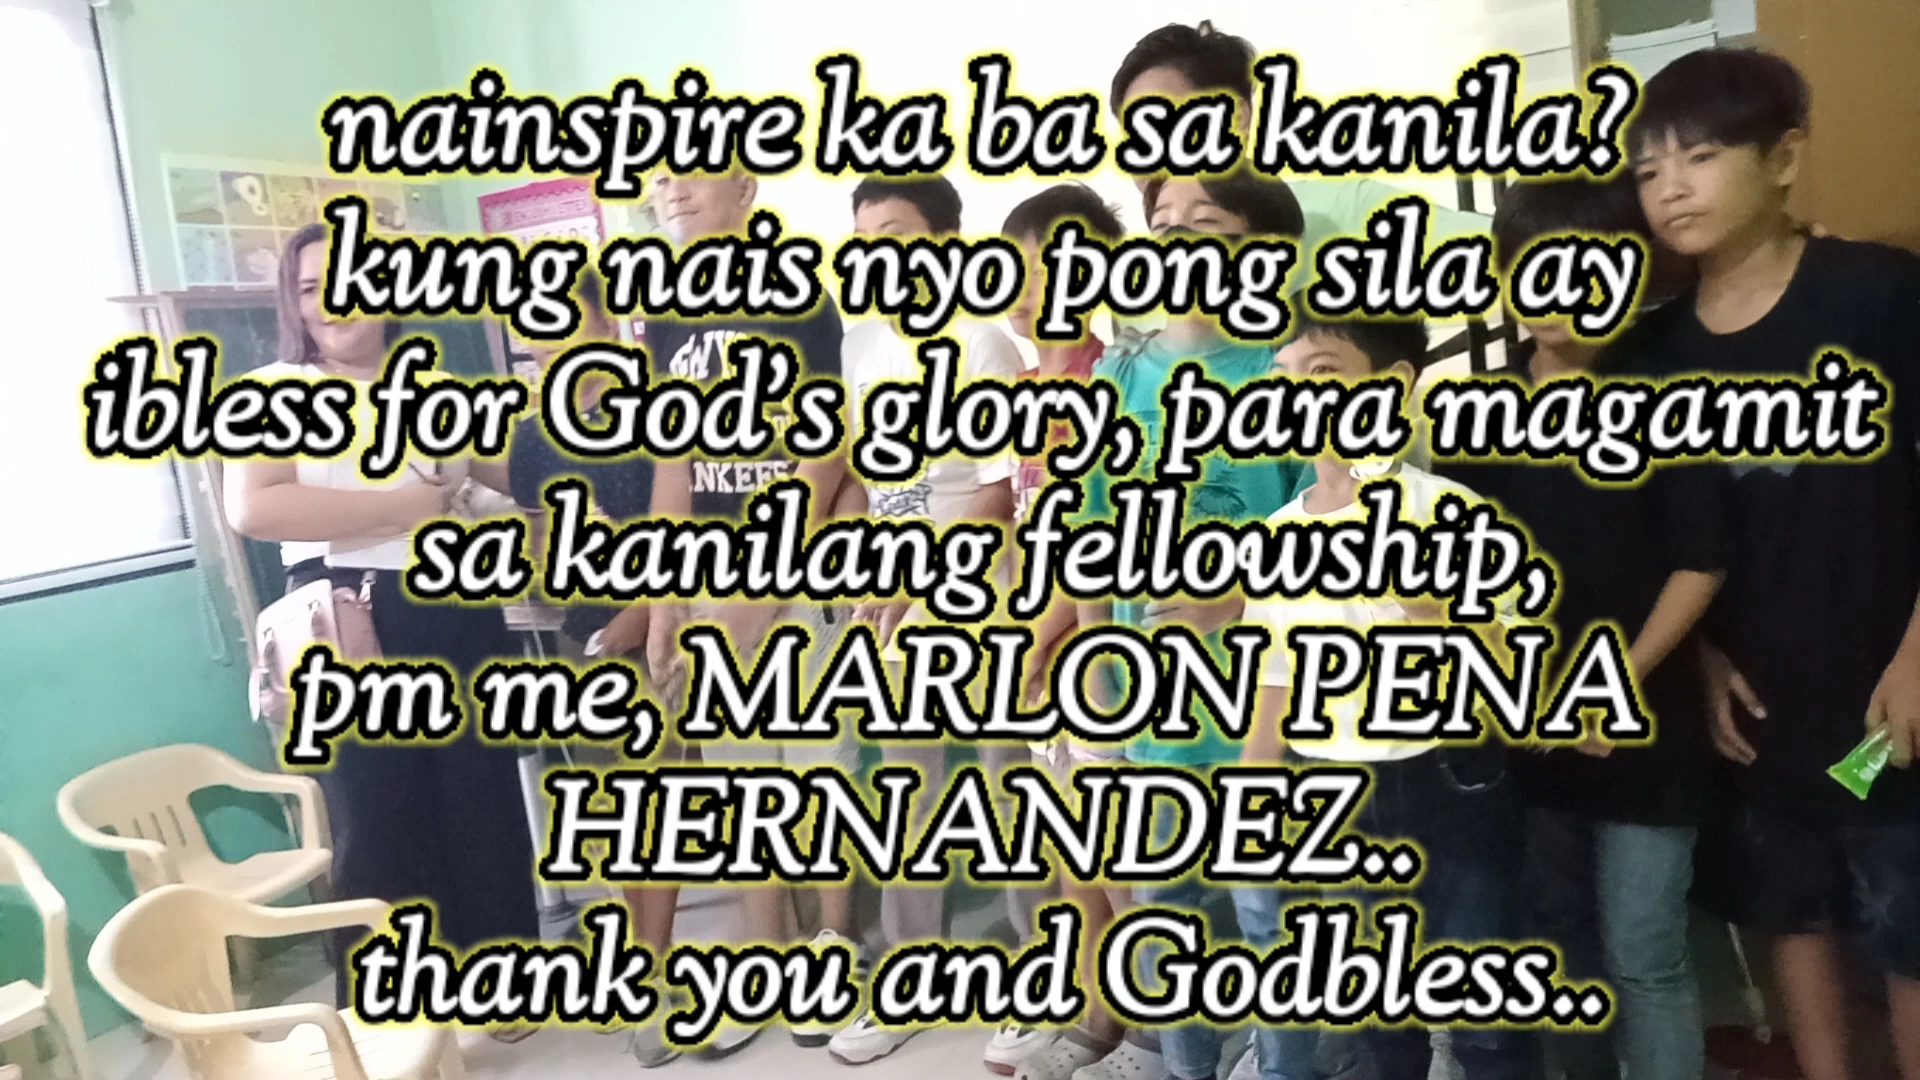 nainspire ka ba sa kanila?
kung nais nyo pong sila ay
ibless for God's glory, para magamit
sa kanilang fellowship,
pm me, MARLON PENA
HERNANDEZ..
thank you and Godbless..
NKEES